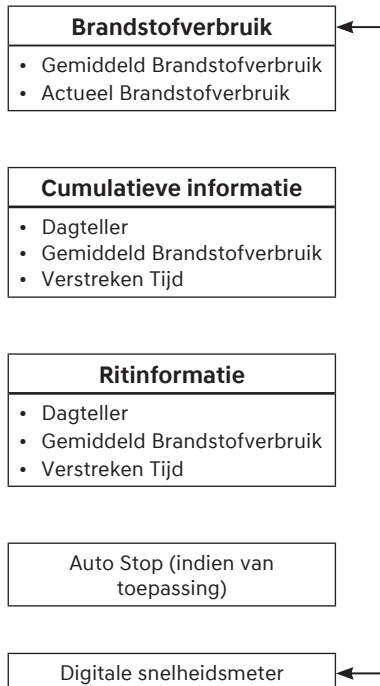 Brandstofverbruik
• Gemiddeld Brandstofverbruik
• Actueel Brandstofverbruik
Cumulatieve informatie
• Dagteller
• Gemiddeld Brandstofverbruik
• Verstreken Tijd
Ritinformatie
• Dagteller
• Gemiddeld Brandstofverbruik
• Verstreken Tijd
Auto Stop (indien van
toepassing)
Digitale snelheidsmeter